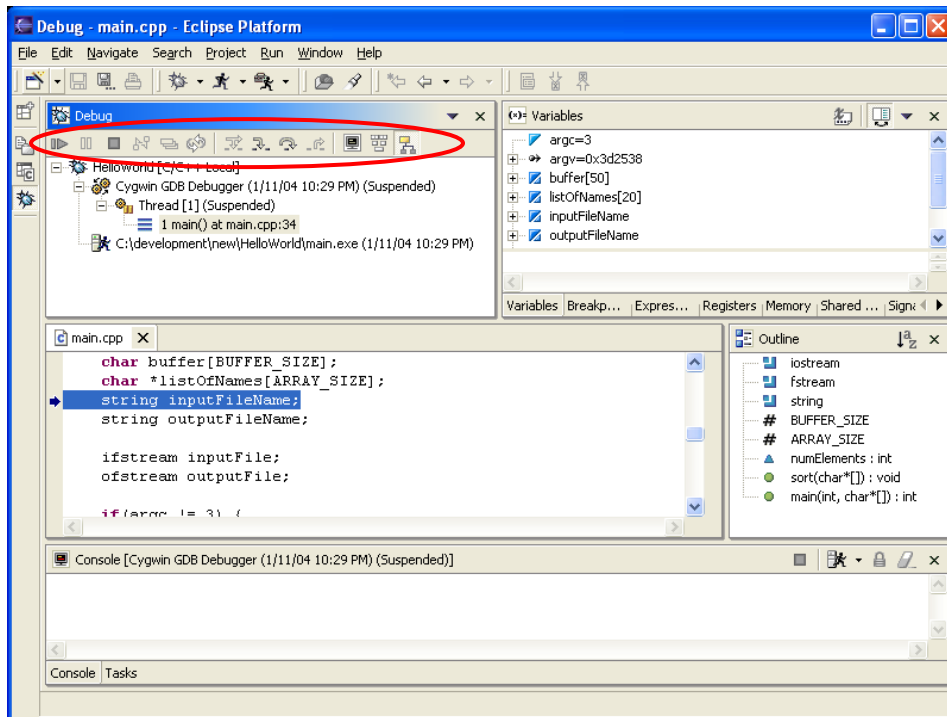 Debug - main.cpp - Eclipse Platform
File Edit Navigate Search Project Run Window Help
Debug
HelloWorld [C/C++ Local]
Cygwin GDB Debugger (1/11/04 10:29 PM) (Suspended)
Thread [1] (Suspended)
1 main() at main.cpp:34
C:\development\new\HelloWorld\main.exe (1/11/04 10:29 PM)
Variables
argc=3
argv=0x3d2538
buffer[50]
listOfNames[20]
inputFileName
outputFileName
Variables Breakp... Expres... Registers Memory Shared ... Signa
main.cpp
char buffer[BUFFER_SIZE];
char *listOfNames[ARRAY_SIZE];
string inputFileName;
string outputFileName;
ifstream inputFile;
ofstream outputFile;
if(argc != 3) {
Outline
iostream
fstream
string
# BUFFER_SIZE
# ARRAY_SIZE
numElements : int
sort(char*[]) : void
main(int, char*[]) : int
Console [Cygwin GDB Debugger (1/11/04 10:29 PM) (Suspended)]
Console Tasks